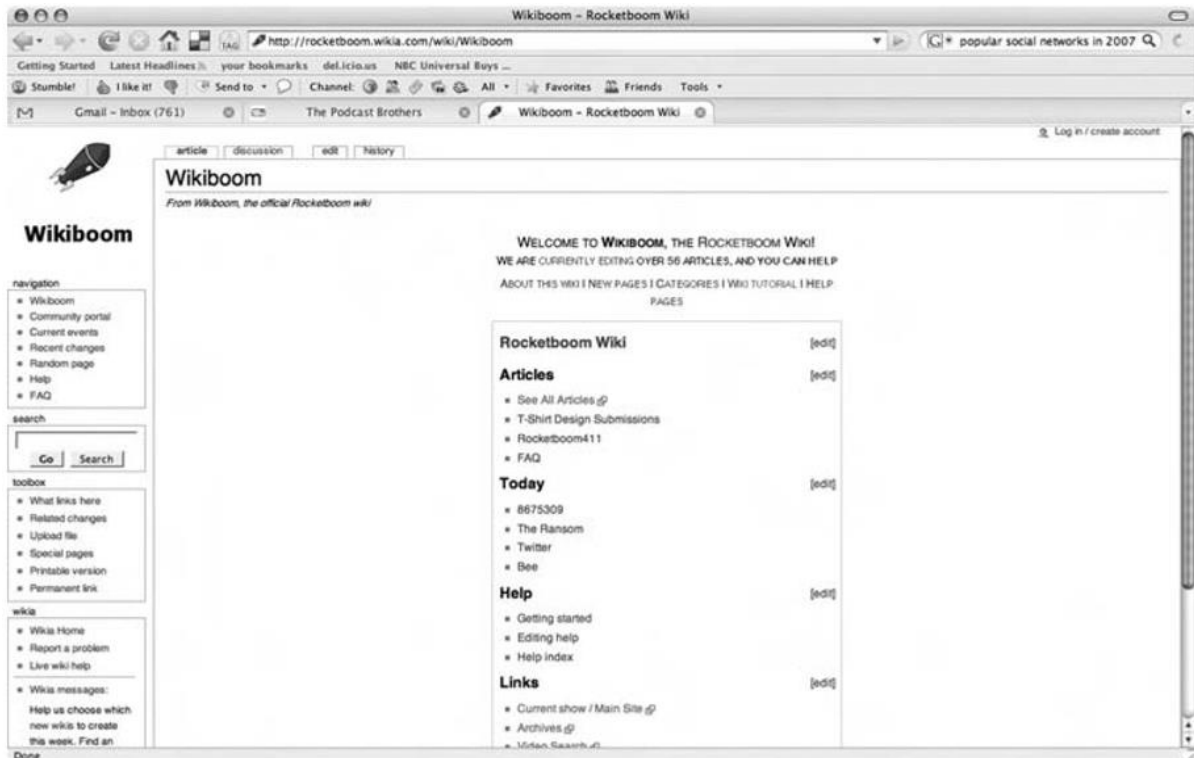 Wikiboom – Rocketboom Wiki
TAG http://rocketboom.wikia.com/wiki/Wikiboom G popular social networks in 2007
Getting Started Latest Headlines your bookmarks del.icio.us NBC Universal Buys ...
Stumble! I like it! Send to Channel: All Favorites Friends Tools
Gmail – Inbox (761) The Podcast Brothers Wikiboom – Rocketboom Wiki
Log in / create account
article discussion edit history
Wikiboom
From Wikiboom, the official Rocketboom wiki
WELCOME TO WIKIBOOM, THE ROCKETBOOM WIKI!
WE ARE CURRENTLY EDITING OVER 56 ARTICLES, AND YOU CAN HELP
ABOUT THIS WIKI | NEW PAGES | CATEGORIES | WIKI TUTORIAL | HELP
PAGES
Wikiboom
navigation
Wikiboom
Community portal
Current events
Recent changes
Random page
Help
FAQ
search
Go Search
toolbox
What links here
Related changes
Upload file
Special pages
Printable version
Permanent link
wikia
Wikia Home
Report a problem
Live wiki help
Wikia messages:
Help us choose which
new wikis to create
this week. Find an
Rocketboom Wiki [edit]
Articles [edit]
See All Articles
T-Shirt Design Submissions
Rocketboom411
FAQ
Today [edit]
8675309
The Ransom
Twitter
Bee
Help [edit]
Getting started
Editing help
Help index
Links [edit]
Current show / Main Site
Archives
Video Search
Done